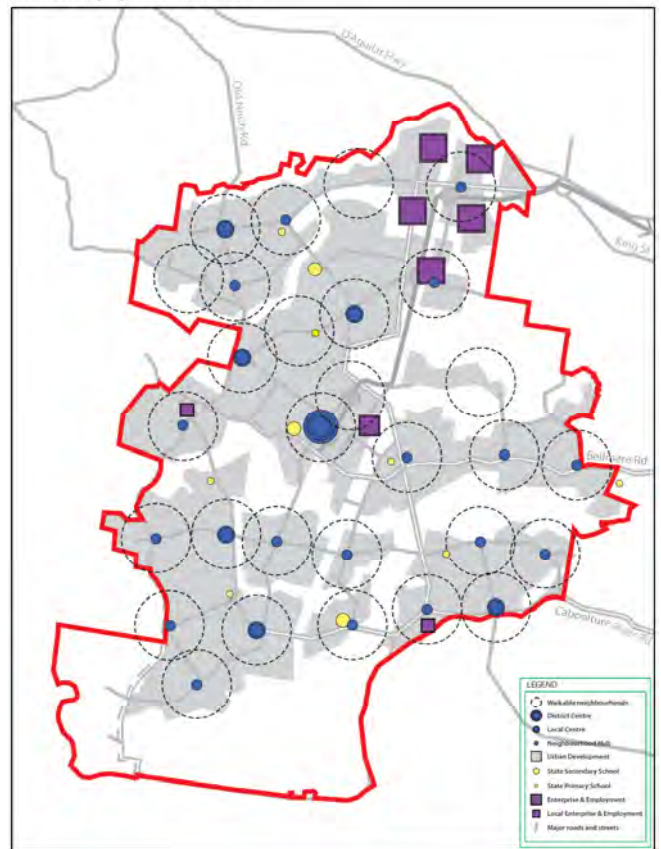 D'Aguilar Hwy
Old North Rd
King St
Bellmere Rd
Caboolture River Rd
LEGEND
Walkable neighbourhoods
District Centre
Local Centre
Neighbourhood Hub
Urban Development
State Secondary School
State Primary School
Enterprise & Employment
Local Enterprise & Employment
Major roads and streets